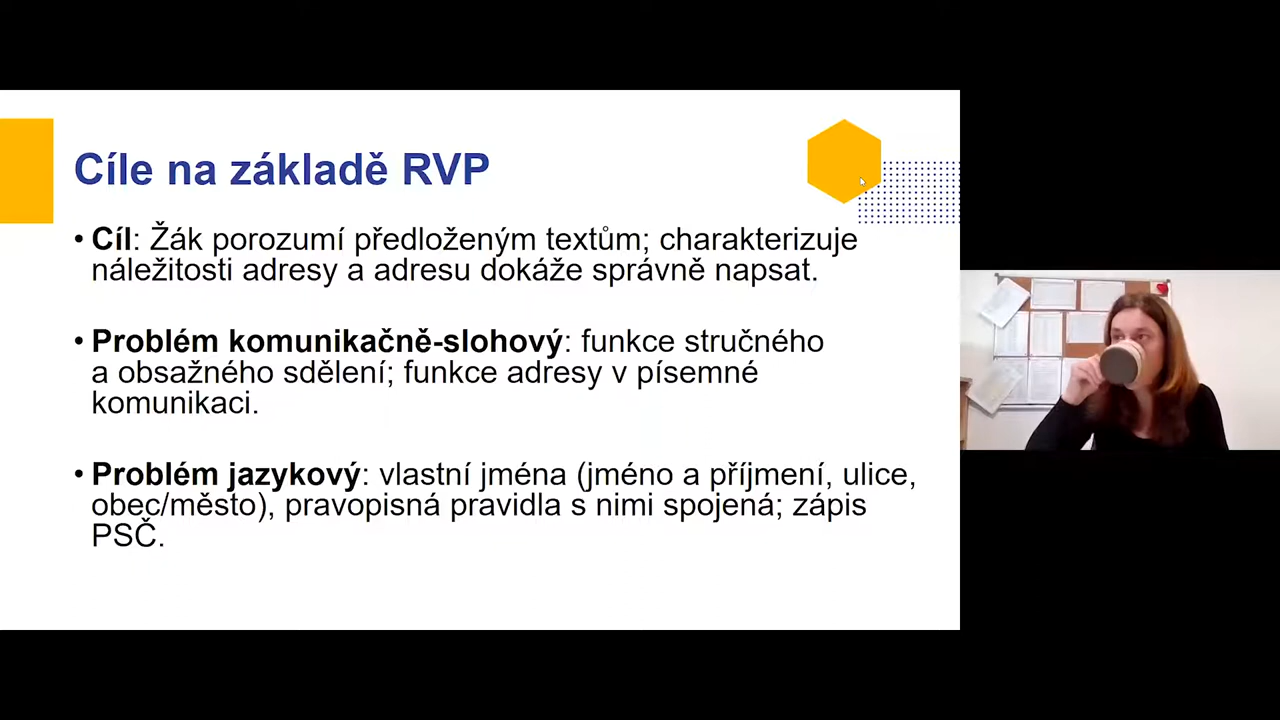 Cíle na základě RVP
• Cíl: Žák porozumí předloženým textům; charakterizuje
náležitosti adresy a adresu dokáže správně napsat.
• Problém komunikačně-slohový: funkce stručného
a obsažného sdělení; funkce adresy v písemné
komunikaci.
• Problém jazykový: vlastní jména (jméno a příjmení, ulice,
obec/město), pravopisná pravidla s nimi spojená; zápis
PSČ.